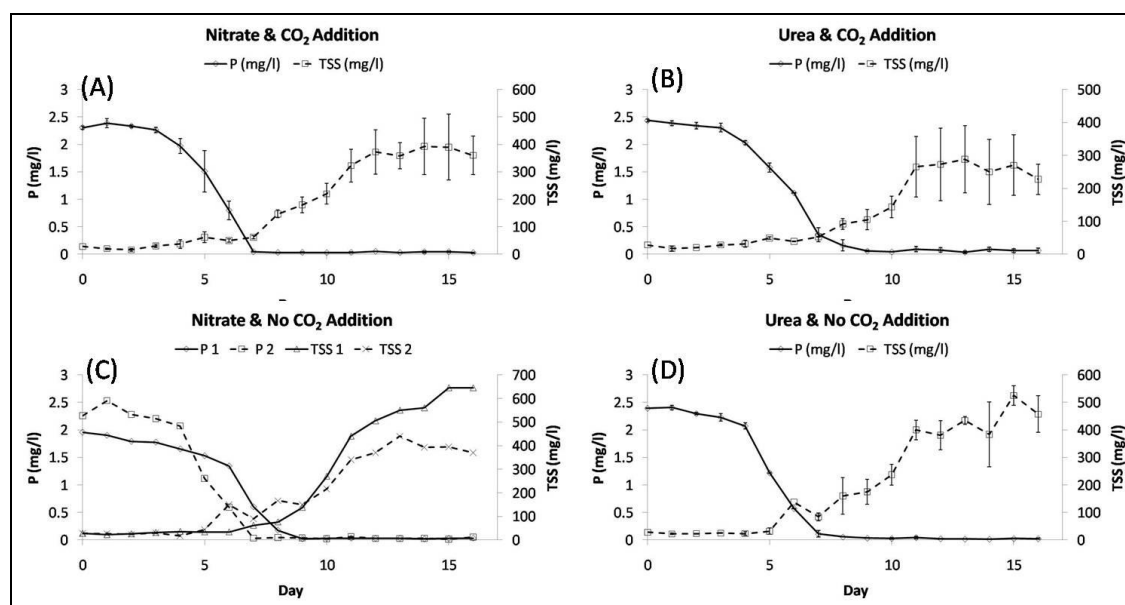 Nitrate & CO₂ Addition
P (mg/l) TSS (mg/l)
(A)
P (mg/l)
3
2.5
2
1.5
1
0.5
0
600
500
400
300
200
100
0
TSS (mg/l)
0 5 10 15
Urea & CO₂ Addition
P (mg/l) TSS (mg/l)
(B)
P (mg/l)
3
2.5
2
1.5
1
0.5
0
500
400
300
200
100
0
TSS (mg/l)
0 5 10 15
Nitrate & No CO₂ Addition
P 1 P 2 TSS 1 TSS 2
(C)
P (mg/l)
3
2.5
2
1.5
1
0.5
0
700
600
500
400
300
200
100
0
TSS (mg/l)
0 5 10 15
Day
Urea & No CO₂ Addition
P (mg/l) TSS (mg/l)
(D)
P (mg/l)
3
2.5
2
1.5
1
0.5
0
600
500
400
300
200
100
0
TSS (mg/l)
0 5 10 15
Day